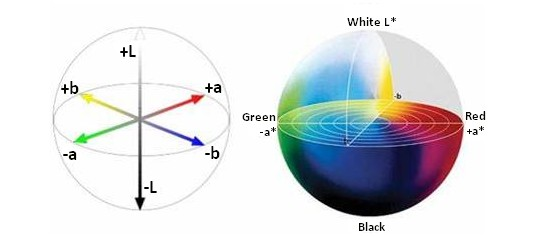 +L
+b
+a
-a
-b
-L
White L*
-b
Green
-a*
Red
+a*
Black